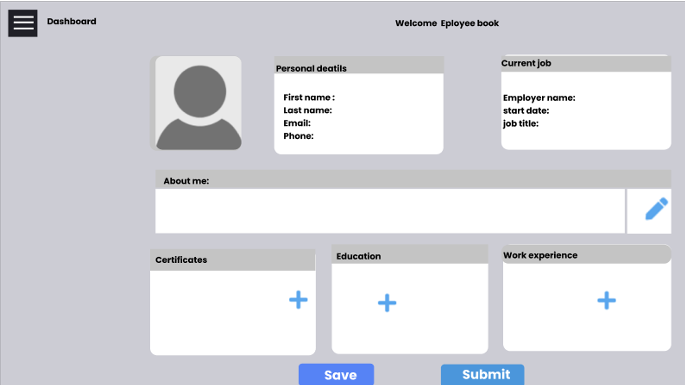 Dashboard
Welcome Eployee book
Personal deatils
First name :
Last name:
Email:
Phone:
Current job
Employer name:
start date:
job title:
About me:
Certificates
Education
Work experience
Save
Submit